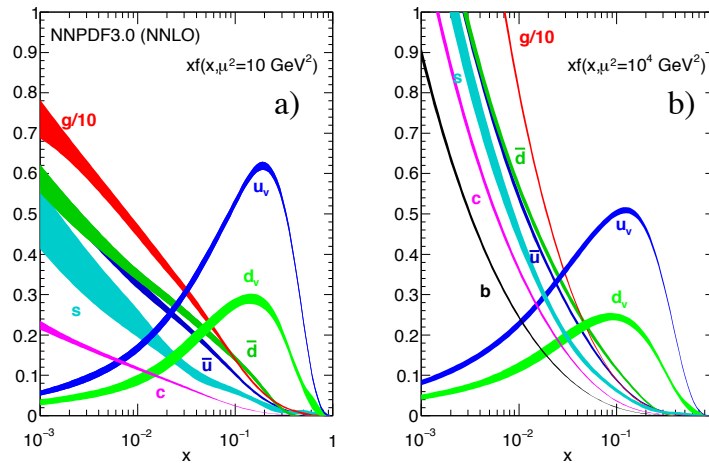 NNPDF3.0 (NNLO)
xf(x,μ²=10 GeV²)
a)
g/10
u_v
d_v
s
c
ū
d̄
1
0.9
0.8
0.7
0.6
0.5
0.4
0.3
0.2
0.1
0
10⁻³
10⁻²
10⁻¹
1
x
g/10
xf(x,μ²=10⁴ GeV²)
b)
s
d̄
c
u_v
ū
b
d_v
1
0.9
0.8
0.7
0.6
0.5
0.4
0.3
0.2
0.1
0
10⁻³
10⁻²
10⁻¹
x